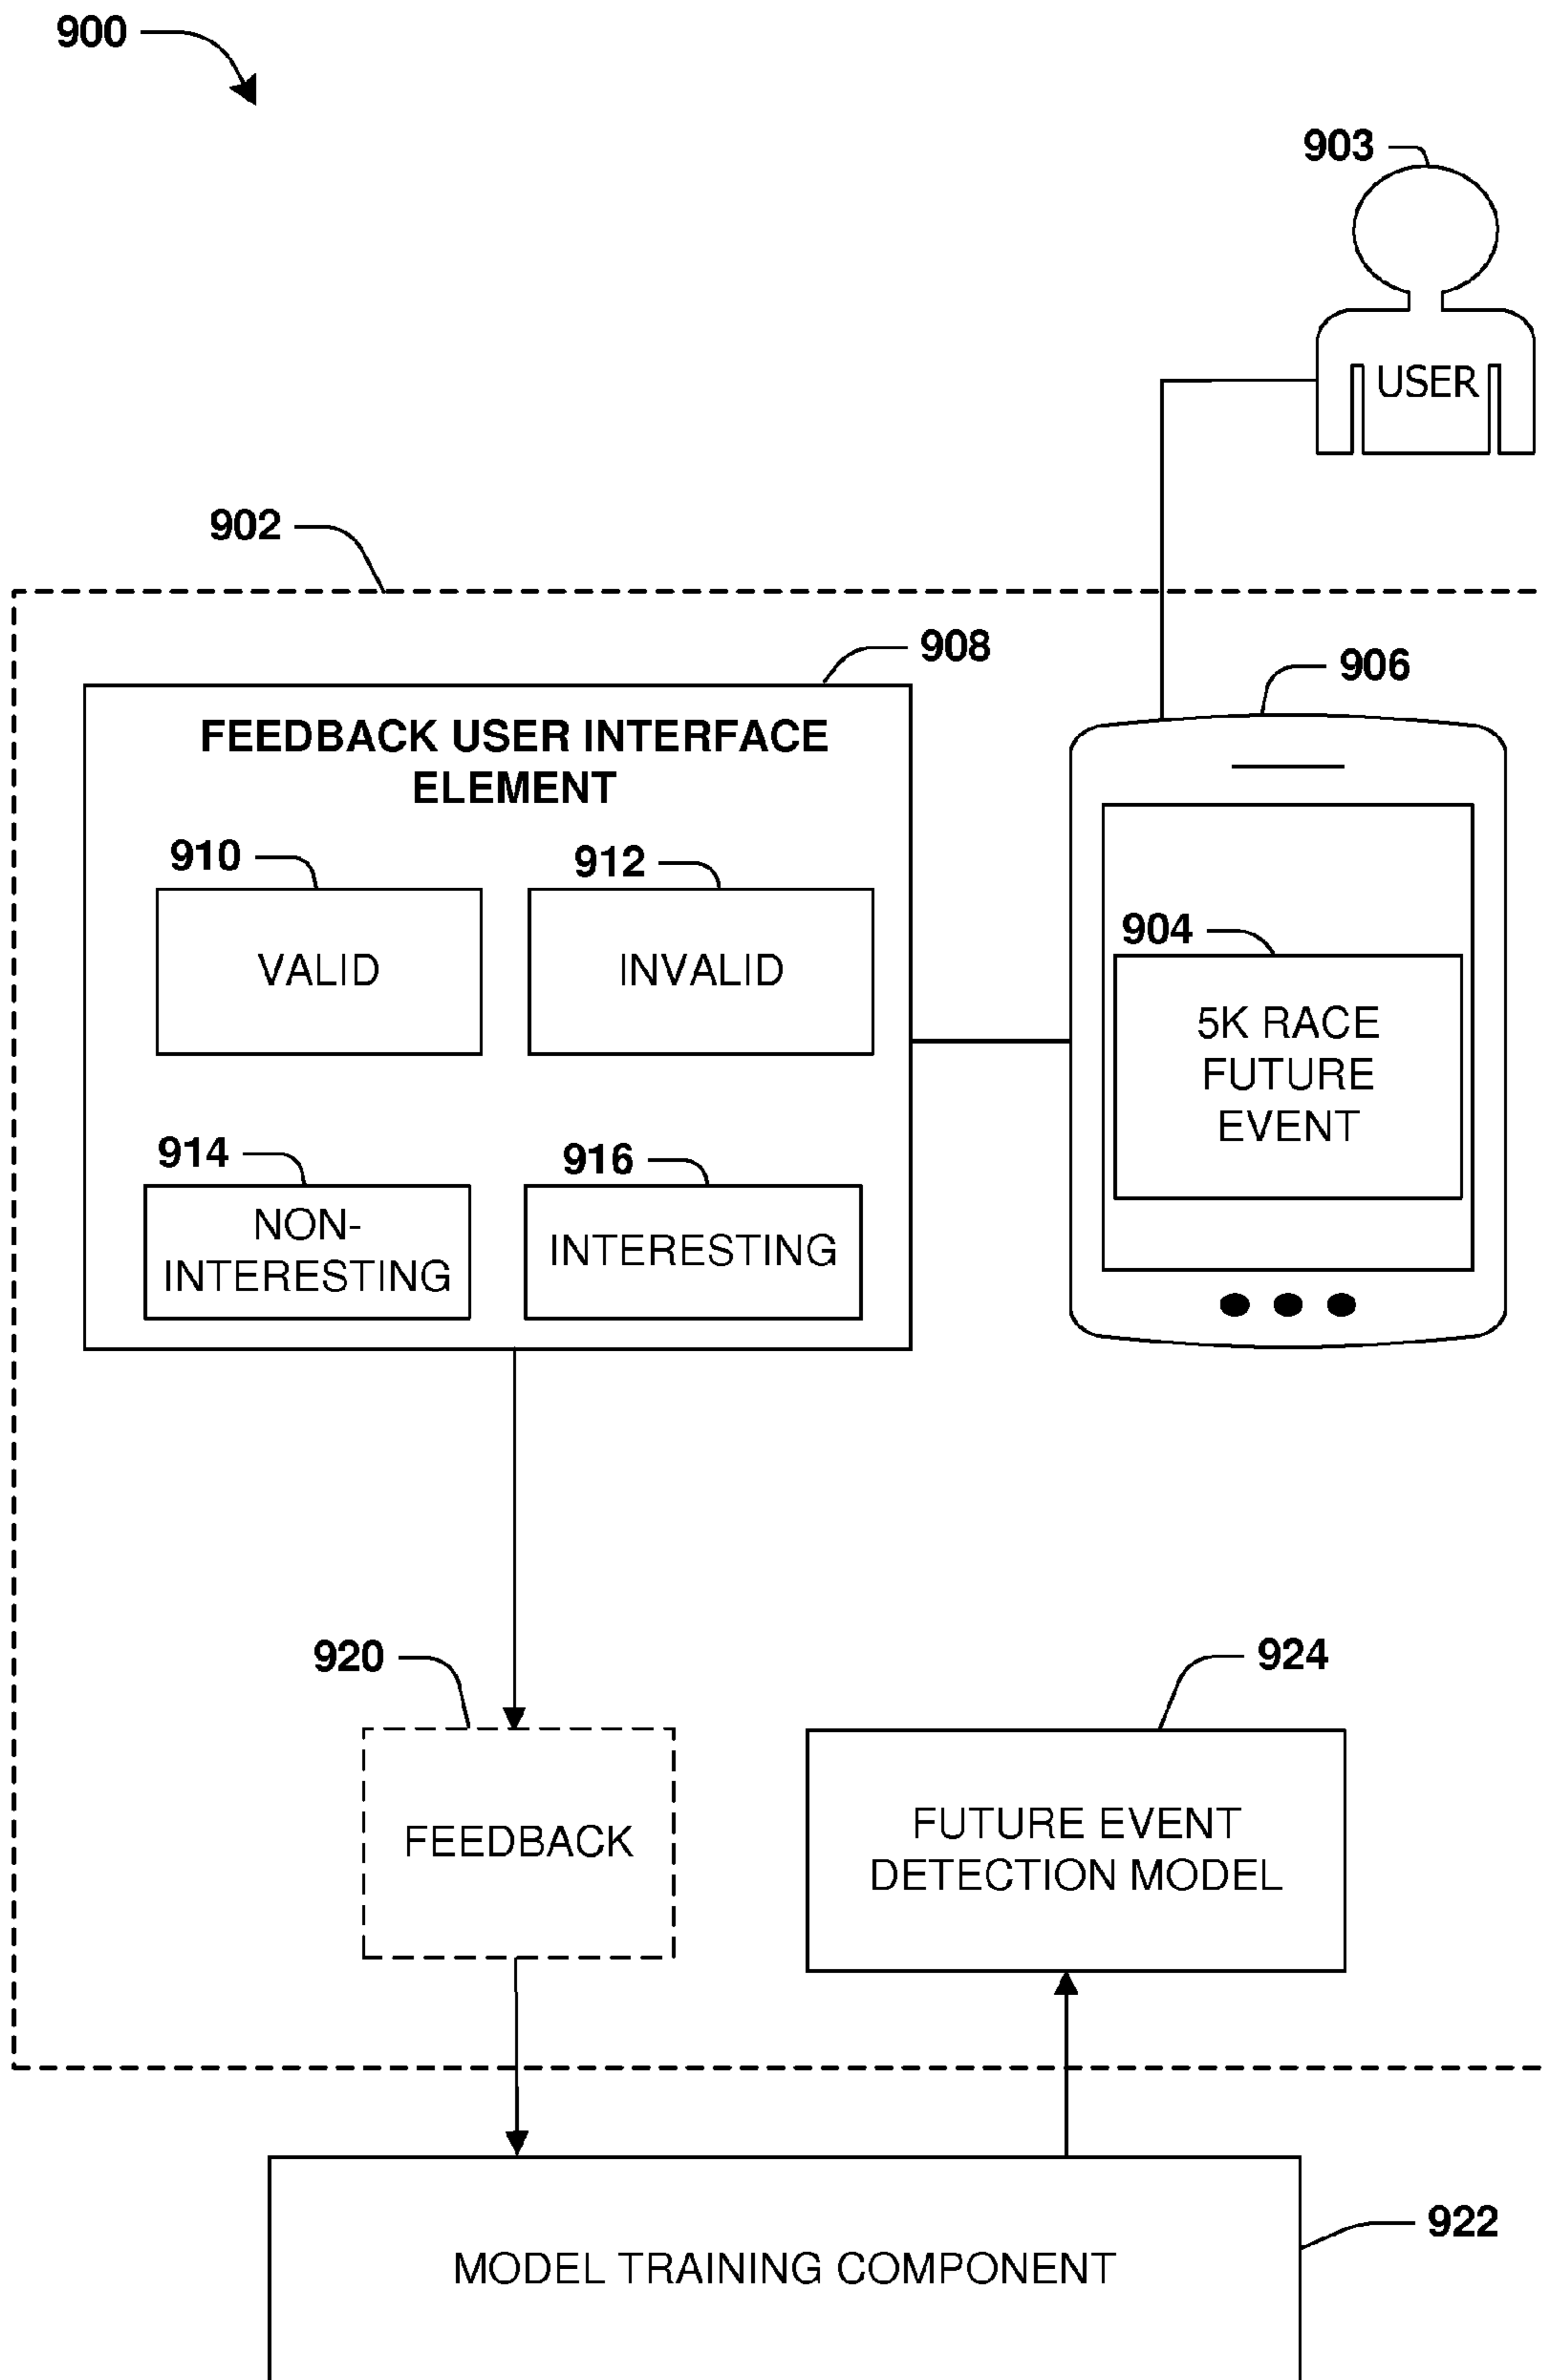 900
903
USER
902
908
906
FEEDBACK USER INTERFACE
ELEMENT
910
912
VALID
INVALID
904
5K RACE
FUTURE
EVENT
914
916
NON-
INTERESTING
INTERESTING
920
924
FEEDBACK
FUTURE EVENT
DETECTION MODEL
922
MODEL TRAINING COMPONENT